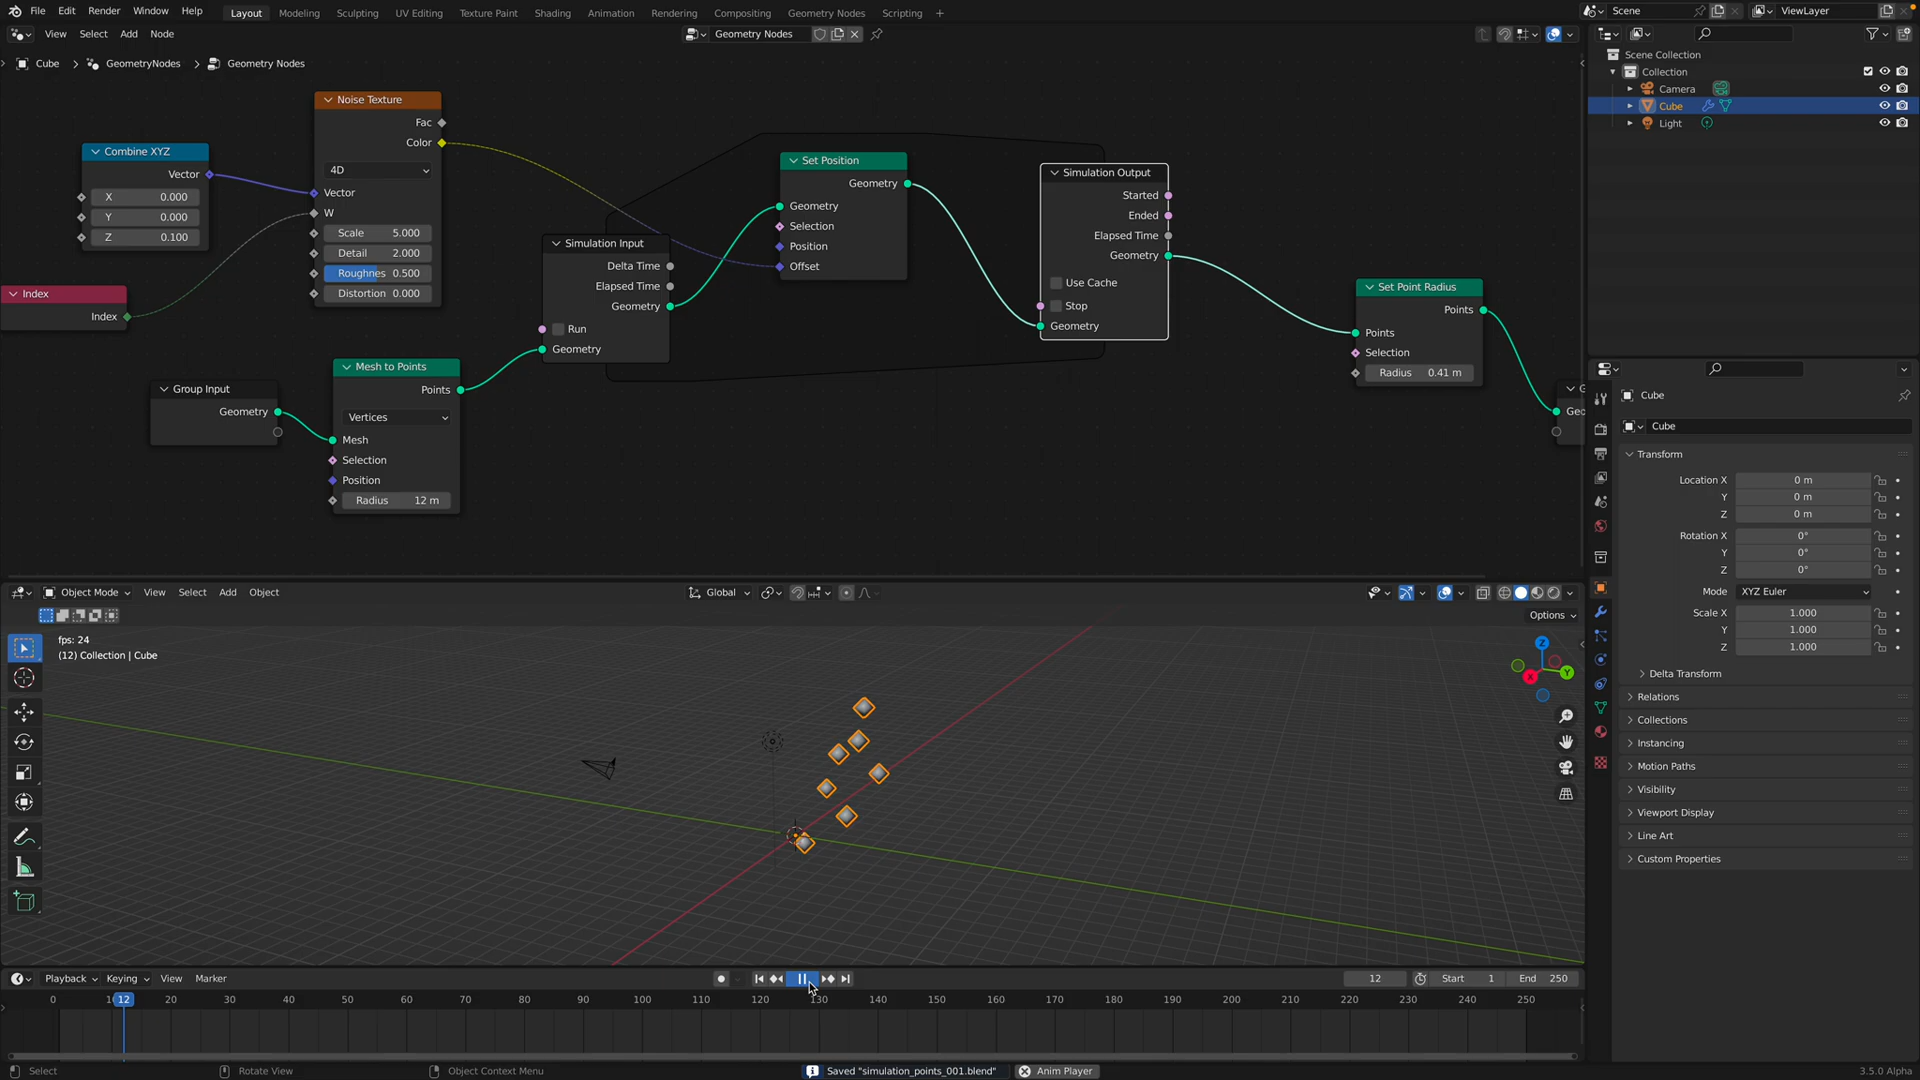 File Edit Render Window Help Layout Modeling Sculpting UV Editing Texture Paint Shading Animation Rendering Compositing Geometry Nodes Scripting + Scene ViewLayer
View Select Add Node Geometry Nodes
Cube > GeometryNodes > Geometry Nodes
Noise Texture
Fac
Color
4D
Vector
W
Scale 5.000
Detail 2.000
Roughnes 0.500
Distortion 0.000
Combine XYZ
Vector
X 0.000
Y 0.000
Z 0.100
Index
Index
Group Input
Geometry
Mesh to Points
Points
Vertices
Mesh
Selection
Position
Radius 12 m
Simulation Input
Delta Time
Elapsed Time
Geometry
Run
Geometry
Set Position
Geometry
Geometry
Selection
Position
Offset
Simulation Output
Started
Ended
Elapsed Time
Geometry
Use Cache
Stop
Geometry
Set Point Radius
Points
Points
Selection
Radius 0.41 m
G
Geo
Scene Collection
Collection
Camera
Cube
Light
Cube
Cube
Transform
Location X 0 m
Y 0 m
Z 0 m
Rotation X 0°
Y 0°
Z 0°
Mode XYZ Euler
Scale X 1.000
Y 1.000
Z 1.000
Delta Transform
Relations
Collections
Instancing
Motion Paths
Visibility
Viewport Display
Line Art
Custom Properties
Object Mode View Select Add Object Global
Options
fps: 24
(12) Collection | Cube
Z
Y
X
Playback Keying View Marker 12 Start 1 End 250
0 10 12 20 30 40 50 60 70 80 90 100 110 120 130 140 150 160 170 180 190 200 210 220 230 240 250
Select Rotate View Object Context Menu Saved "simulation_points_001.blend" Anim Player 3.5.0 Alpha